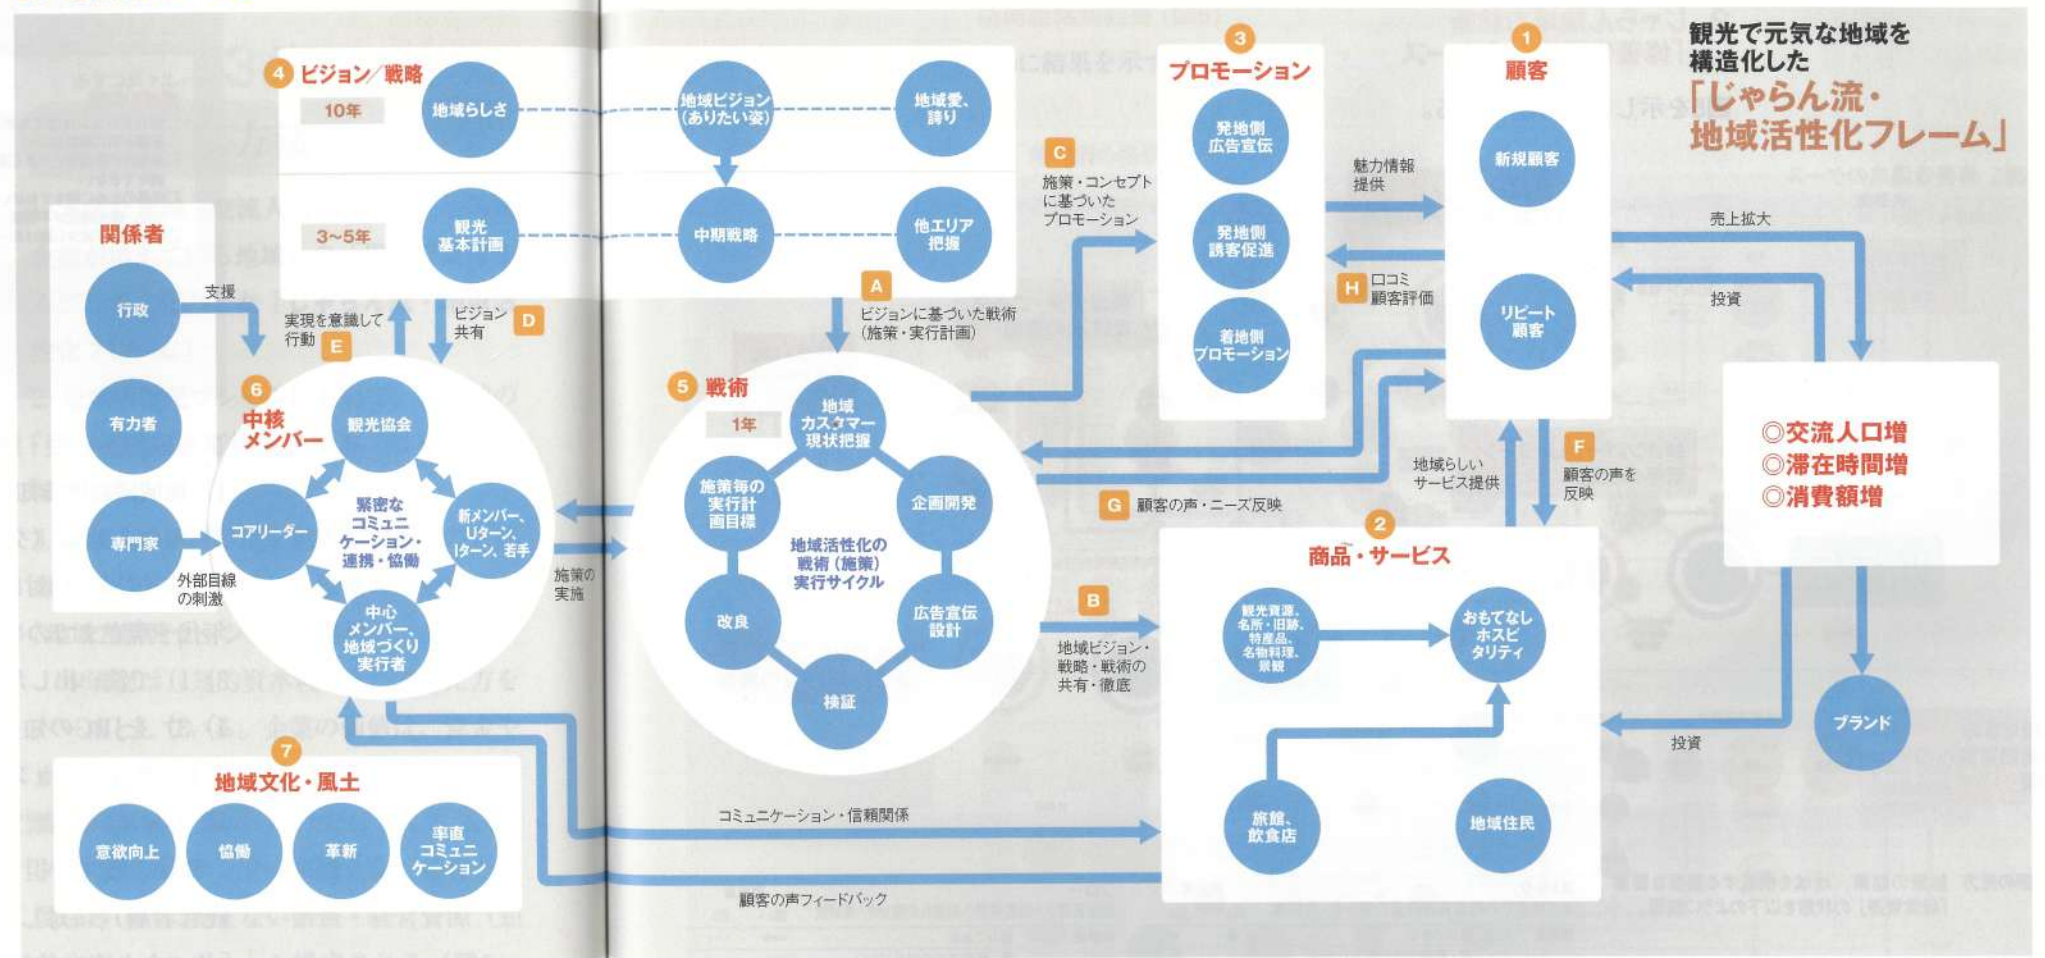 観光で元気な地域を
構造化した
「じゃらん流・
地域活性化フレーム」
4
ビジョン/戦略
10年
地域らしさ
地域ビジョン
(ありたい姿)
地域愛、
誇り
3〜5年
観光
基本計画
中期戦略
他エリア
把握
関係者
行政
有力者
専門家
支援
外部目線
の刺激
実現を意識して
行動
E
ビジョン
共有
D
A
ビジョンに基づいた戦術
(施策・実行計画)
6
中核
メンバー
観光協会
コアリーダー
緊密な
コミュニ
ケーション・
連携・協働
新メンバー、
Uターン、
Iターン、若手
中心
メンバー、
地域づくり
実行者
施策の
実施
5
戦術
1年
地域
カスタマー
現状把握
施策毎の
実行計
画目標
企画開発
地域活性化の
戦術(施策)
実行サイクル
改良
広告宣伝
設計
検証
C
施策・コンセプト
に基づいた
プロモーション
3
プロモーション
発地側
広告宣伝
発地側
誘客促進
着地側
プロモーション
魅力情報
提供
H
口コミ
顧客評価
1
顧客
新規顧客
リピート
顧客
売上拡大
投資
◎交流人口増
◎滞在時間増
◎消費額増
G
顧客の声・ニーズ反映
地域らしい
サービス提供
F
顧客の声を
反映
B
地域ビジョン・
戦略・戦術の
共有・徹底
2
商品・サービス
観光資源、
名所・旧跡、
特産品、
名物料理、
景観
おもてなし
ホスピ
タリティ
旅館、
飲食店
地域住民
投資
ブランド
7
地域文化・風土
意欲向上
協働
革新
率直
コミュニ
ケーション
コミュニケーション・信頼関係
顧客の声フィードバック